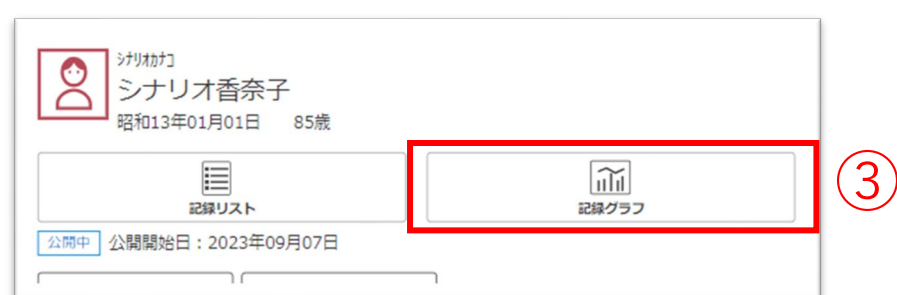 ｼﾅﾘｵｶﾅｺ
シナリオ香奈子
昭和13年01月01日 85歳
記録リスト
記録グラフ
③
公開中 公開開始日：2023年09月07日